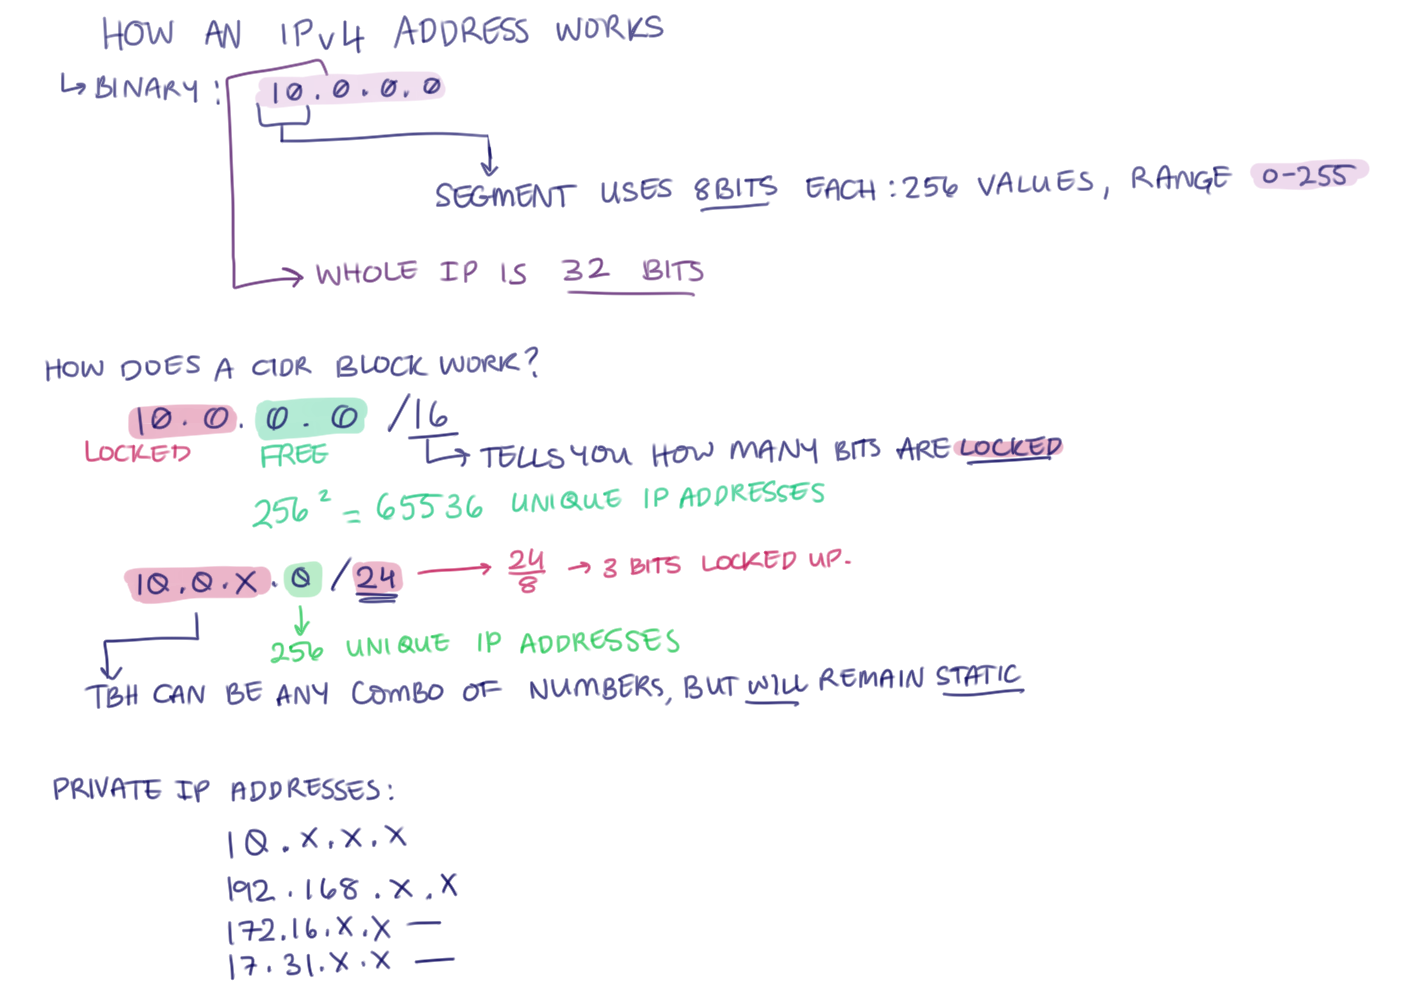 HOW AN IPv4 ADDRESS WORKS
↳ BINARY: 10.0.0.0
SEGMENT USES 8BITS EACH: 256 VALUES, RANGE 0-255
WHOLE IP IS 32 BITS
HOW DOES A CIDR BLOCK WORK?
10.0.0.0 /16
LOCKED FREE ↳ TELLS YOU HOW MANY BITS ARE LOCKED
256² = 65536 UNIQUE IP ADDRESSES
10.0.X.0 /24 → 24/8 → 3 BITS LOCKED UP.
256 UNIQUE IP ADDRESSES
TBH CAN BE ANY COMBO OF NUMBERS, BUT WILL REMAIN STATIC
PRIVATE IP ADDRESSES:
10.X.X.X
192.168.X.X
172.16.X.X —
17.31.X.X —